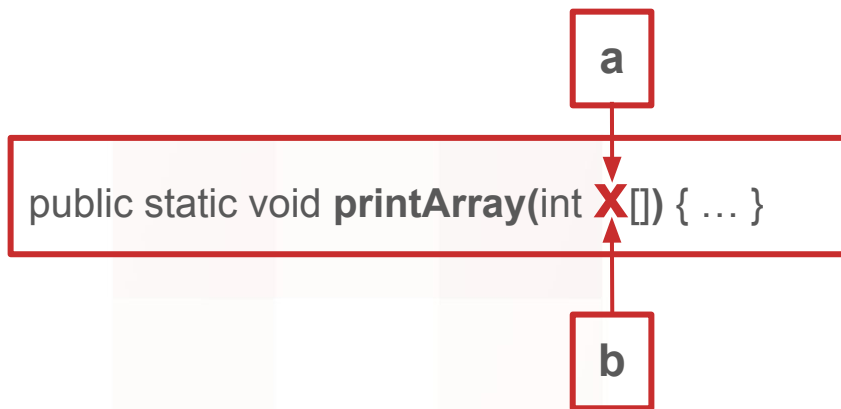 a
public static void printArray(int X[]) { … }
b